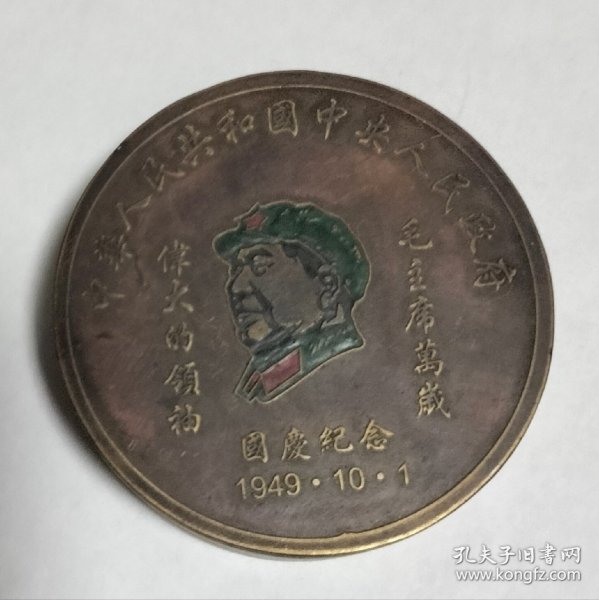 中華人民共和國中央人民政府
偉大的領袖
毛主席萬歲
國慶紀念
1949·10·1
孔夫子旧书网
www.kongfz.com